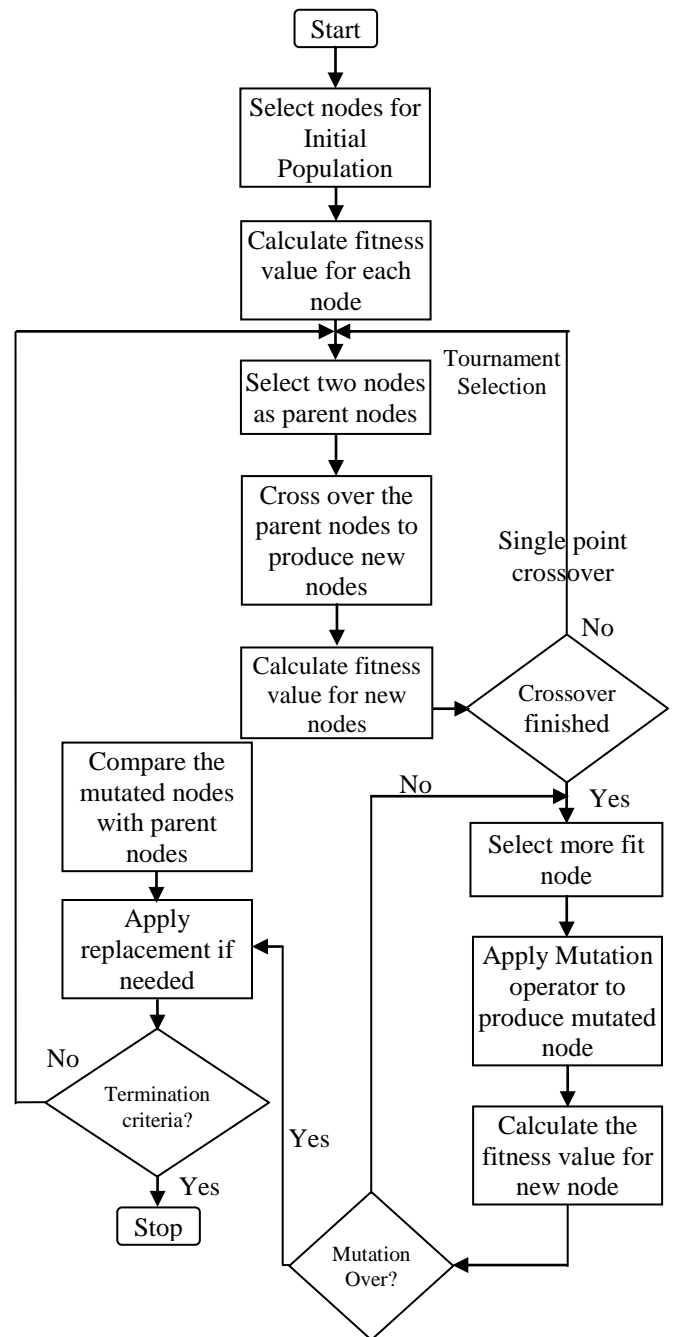 Start
Select nodes for
Initial
Population
Calculate fitness
value for each
node
Tournament
Selection
Select two nodes
as parent nodes
Cross over the
parent nodes to
produce new
nodes
Single point
crossover
No
Calculate fitness
value for new
nodes
Crossover
finished
Yes
No
Select more fit
node
Apply Mutation
operator to
produce mutated
node
Calculate the
fitness value for
new node
Mutation
Over?
Yes
Compare the
mutated nodes
with parent
nodes
Apply
replacement if
needed
No
Termination
criteria?
Yes
Stop